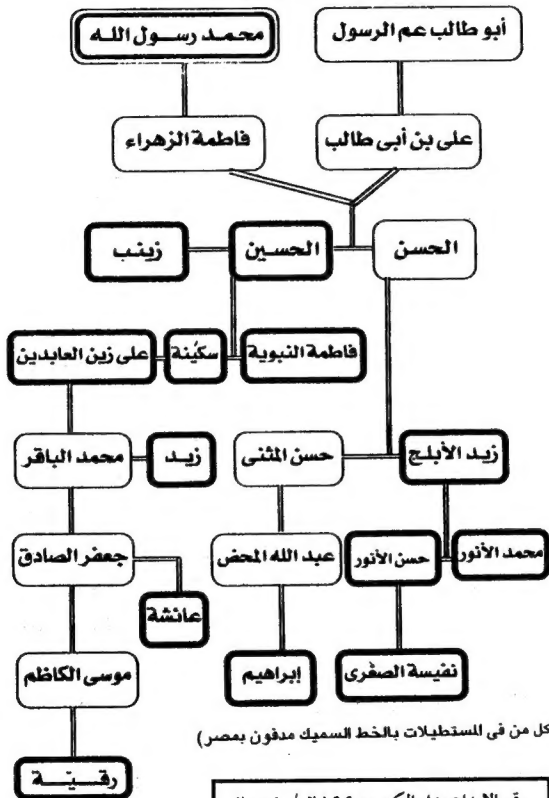 محمد رسول الله
أبو طالب عم الرسول
فاطمة الزهراء
على بن أبى طالب
زينب
الحسين
الحسن
على زين العابدين
سكينة
فاطمة النبوية
محمد الباقر
زيد
حسن المثنى
زيد الأبلج
جعفر الصادق
عبد الله المحض
حسن الأنور
محمد الأنور
عائشة
موسى الكاظم
إبراهيم
نفيسة الصغرى
كل من فى المستطيلات بالخط السميك مدفون بمصر)
رقيـة